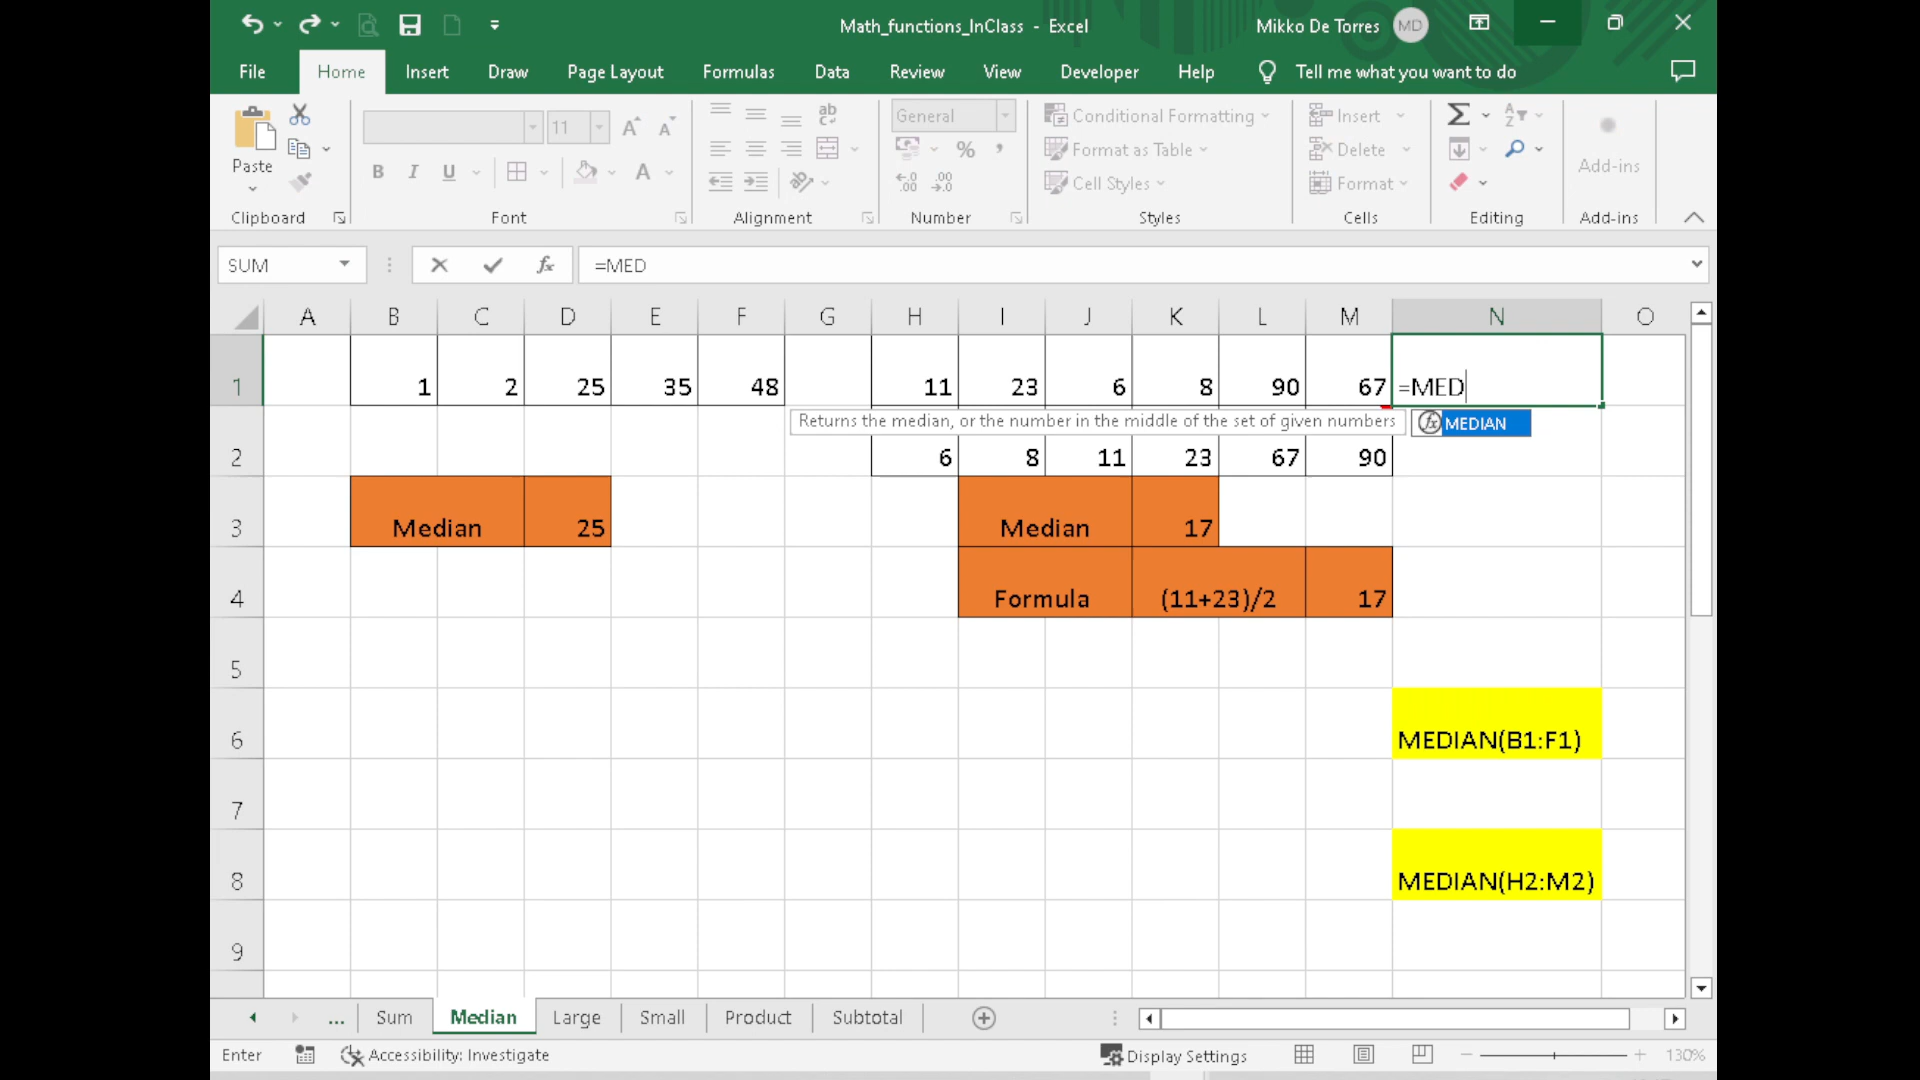 Math_functions_InClass - Excel
Mikko De Torres MD
File Home Insert Draw Page Layout Formulas Data Review View Developer Help Tell me what you want to do
Paste
Clipboard
11
B I U
Font
ab
Alignment
General
% ,
Number
Conditional Formatting
Format as Table
Cell Styles
Styles
Insert
Delete
Format
Cells
Editing
Add-ins
Add-ins
SUM fx =MED
A B C D E F G H I J K L M N O
1 1 2 25 35 48 11 23 6 8 90 67 =MED
Returns the median, or the number in the middle of the set of given numbers MEDIAN
2 6 8 11 23 67 90
3 Median 25 Median 17
4 Formula (11+23)/2 17
5
6 MEDIAN(B1:F1)
7
8 MEDIAN(H2:M2)
9
... Sum Median Large Small Product Subtotal
Enter Accessibility: Investigate Display Settings 130%